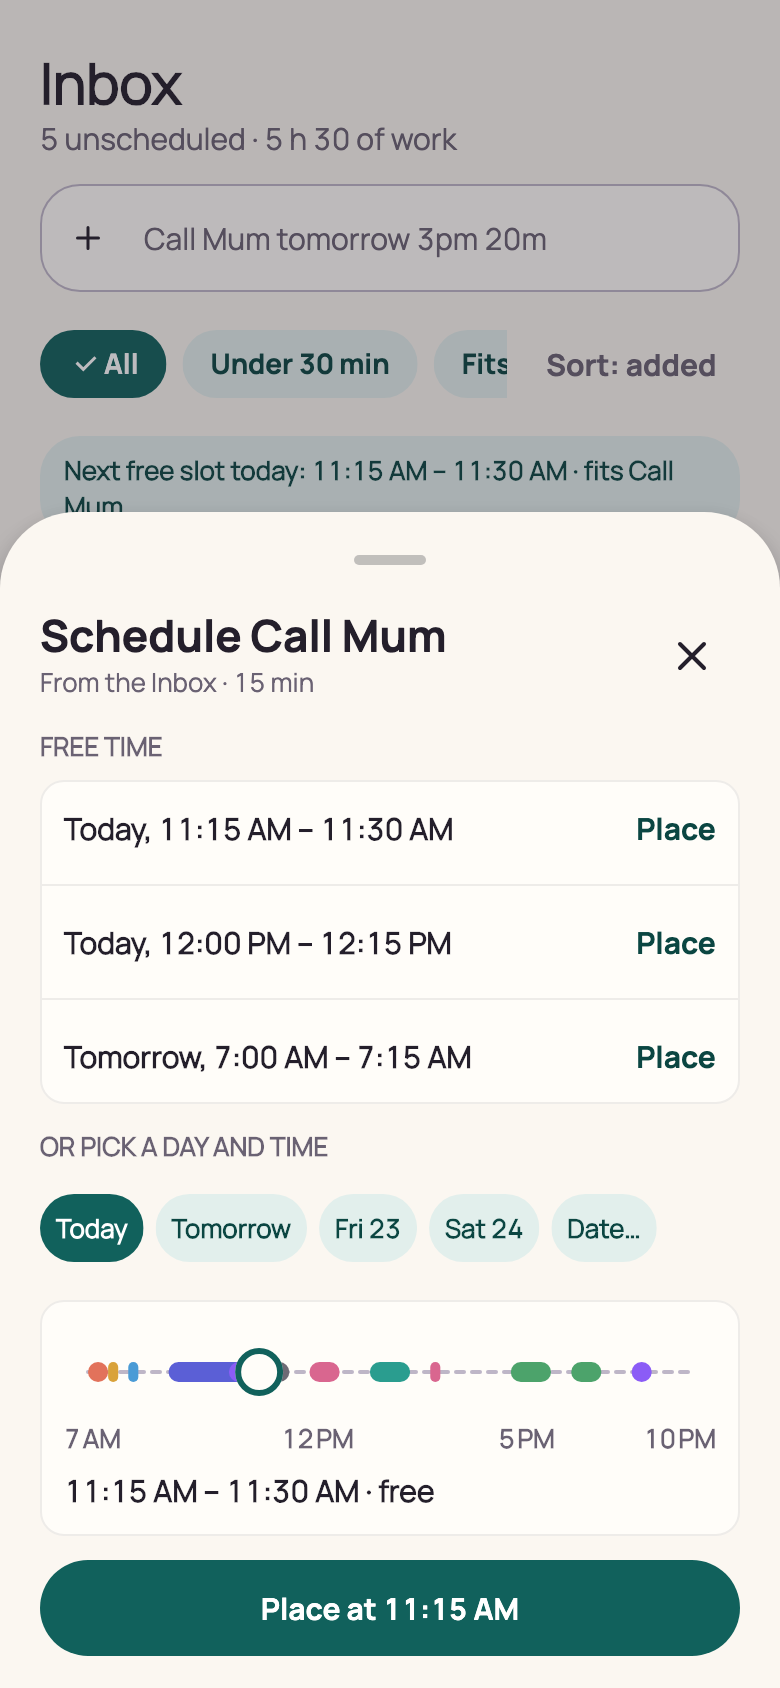 Inbox
5 unscheduled · 5 h 30 of work
Call Mum tomorrow 3pm 20m
All
Under 30 min
Fits
Sort: added
Next free slot today: 11:15 AM – 11:30 AM · fits Call
Mum
Schedule Call Mum
From the Inbox · 15 min
FREE TIME
Today, 11:15 AM – 11:30 AM Place
Today, 12:00 PM – 12:15 PM Place
Tomorrow, 7:00 AM – 7:15 AM Place
OR PICK A DAY AND TIME
Today Tomorrow Fri 23 Sat 24 Date...
7 AM 12 PM 5 PM 10 PM
11:15 AM – 11:30 AM · free
Place at 11:15 AM